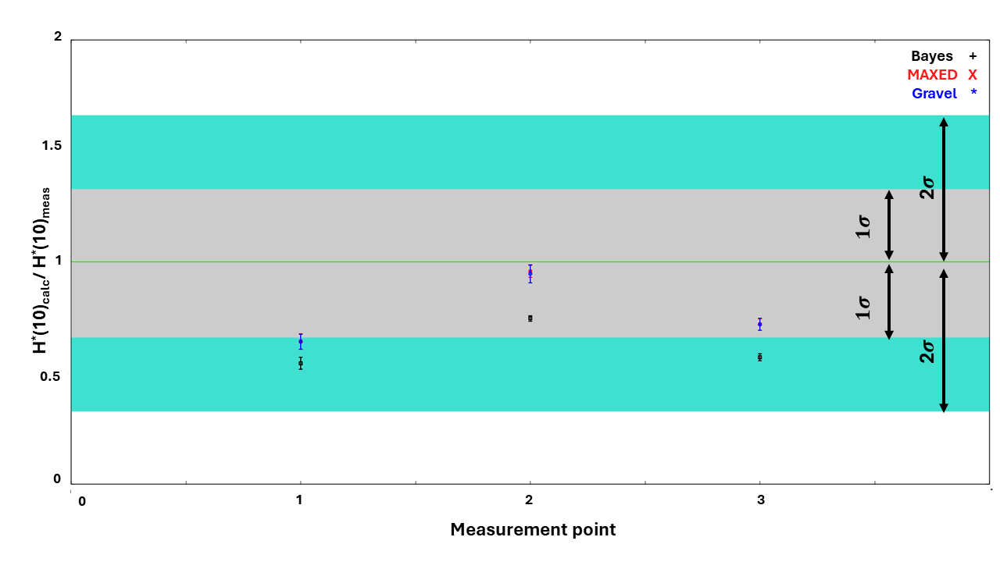 2
Bayes +
MAXED X
Gravel *
1.5
2σ
1σ
H*(10)calc/ H*(10)meas
1
1σ
2σ
0.5
0
0 1 2 3
Measurement point